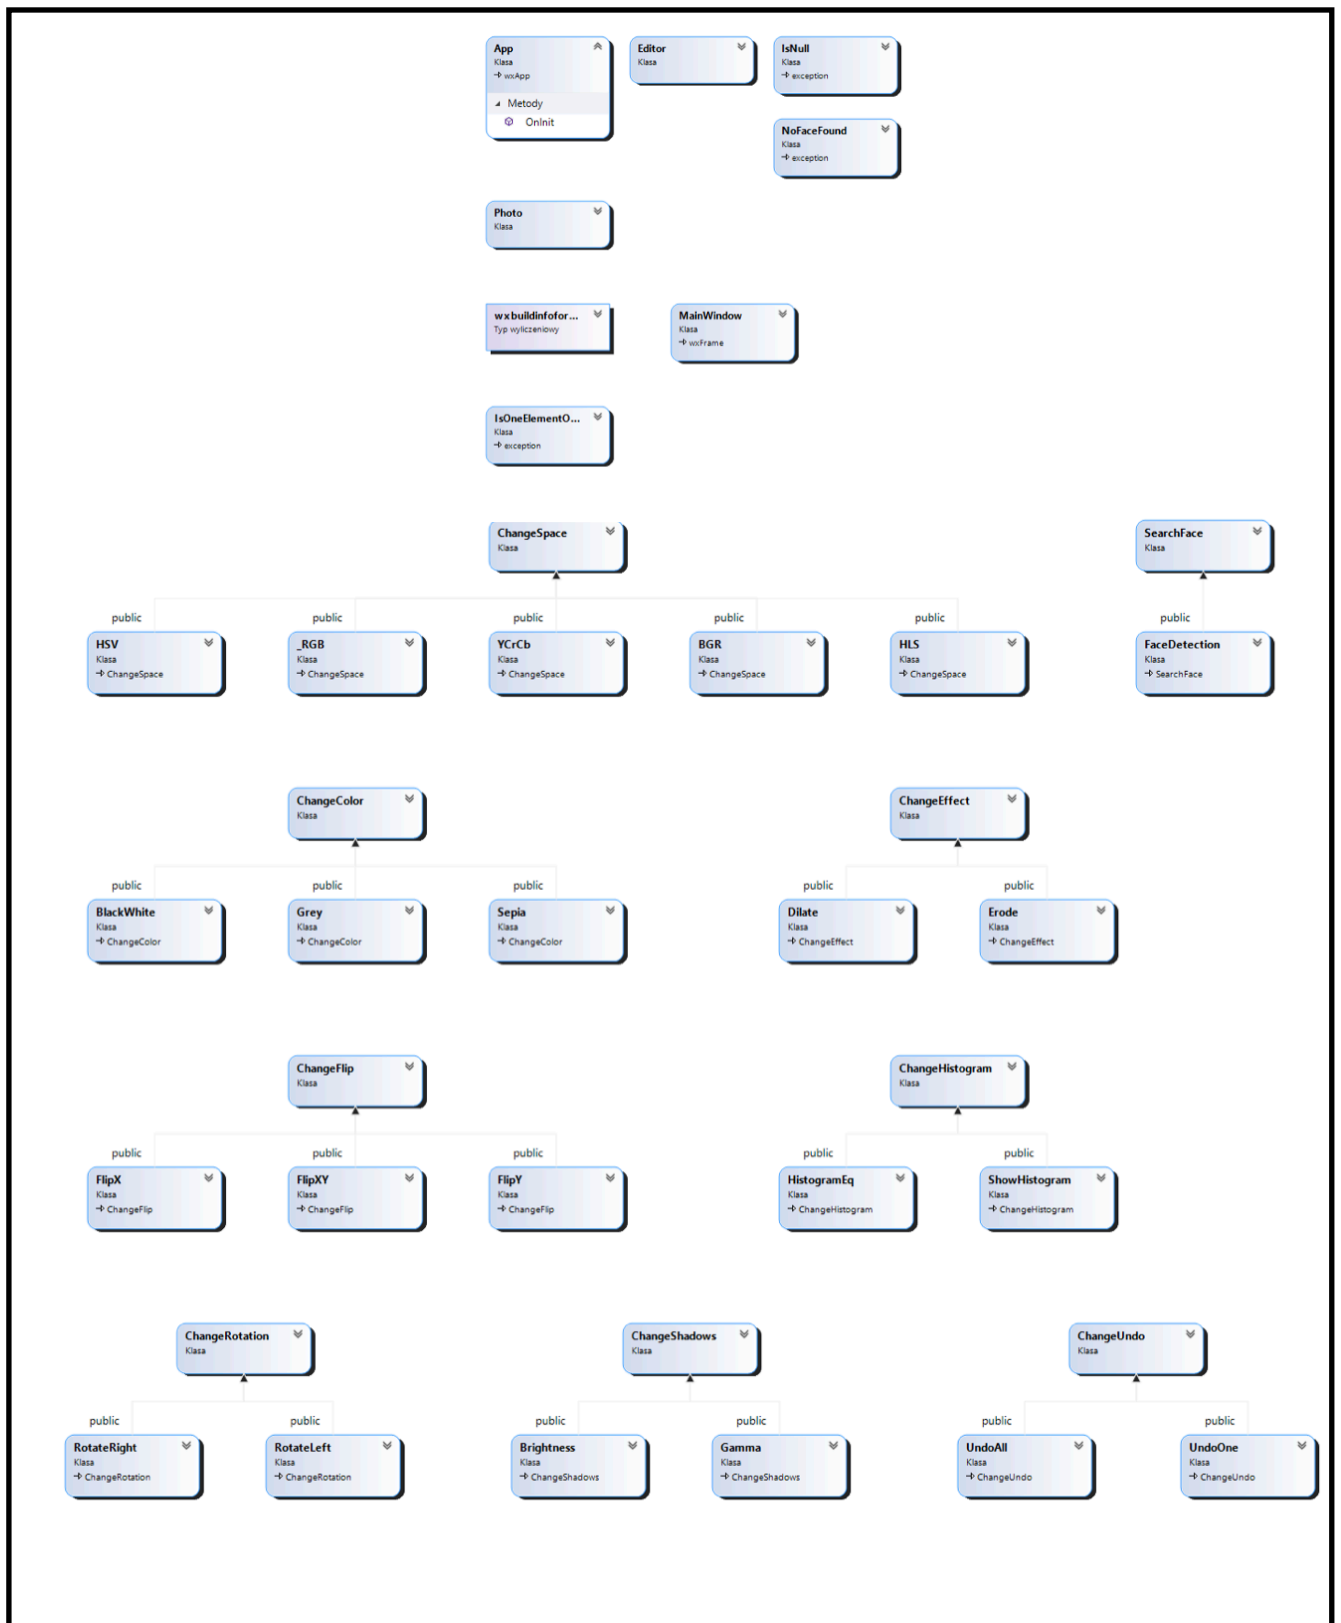 App
Klasa
wxApp
Metody
OnInit
Editor
Klasa
IsNull
Klasa
exception
NoFaceFound
Klasa
exception
Photo
Klasa
wxbuildinfofor...
Typ wyliczeniowy
MainWindow
Klasa
wxFrame
IsOneElementO...
Klasa
exception
ChangeSpace
Klasa
SearchFace
Klasa
public
public
public
public
public
public
HSV
Klasa
ChangeSpace
_RGB
Klasa
ChangeSpace
YCrCb
Klasa
ChangeSpace
BGR
Klasa
ChangeSpace
HLS
Klasa
ChangeSpace
FaceDetection
Klasa
SearchFace
ChangeColor
Klasa
ChangeEffect
Klasa
public
public
public
public
public
BlackWhite
Klasa
ChangeColor
Grey
Klasa
ChangeColor
Sepia
Klasa
ChangeColor
Dilate
Klasa
ChangeEffect
Erode
Klasa
ChangeEffect
ChangeFlip
Klasa
ChangeHistogram
Klasa
public
public
public
public
public
FlipX
Klasa
ChangeFlip
FlipXY
Klasa
ChangeFlip
FlipY
Klasa
ChangeFlip
HistogramEq
Klasa
ChangeHistogram
ShowHistogram
Klasa
ChangeHistogram
ChangeRotation
Klasa
ChangeShadows
Klasa
ChangeUndo
Klasa
public
public
public
public
public
public
RotateRight
Klasa
ChangeRotation
RotateLeft
Klasa
ChangeRotation
Brightness
Klasa
ChangeShadows
Gamma
Klasa
ChangeShadows
UndoAll
Klasa
ChangeUndo
UndoOne
Klasa
ChangeUndo